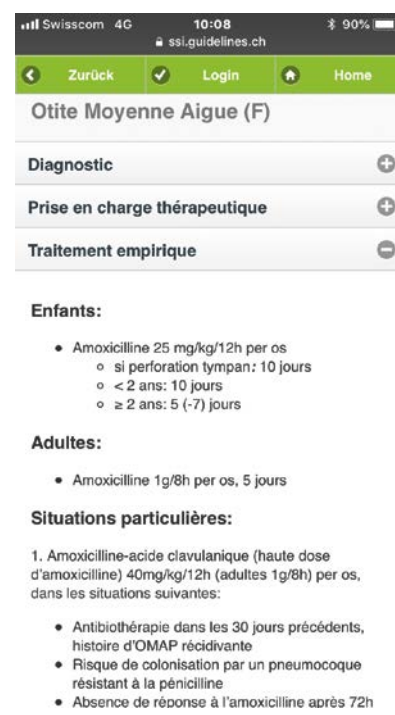 Swisscom 4G 10:08 90%
ssi.guidelines.ch
Zurück Login Home
Otite Moyenne Aigue (F)
Diagnostic
Prise en charge thérapeutique
Traitement empirique
Enfants:
• Amoxicilline 25 mg/kg/12h per os
○ si perforation tympan: 10 jours
○ < 2 ans: 10 jours
○ ≥ 2 ans: 5 (-7) jours
Adultes:
• Amoxicilline 1g/8h per os, 5 jours
Situations particulières:
1. Amoxicilline-acide clavulanique (haute dose
d'amoxicilline) 40mg/kg/12h (adultes 1g/8h) per os,
dans les situations suivantes:
• Antibiothérapie dans les 30 jours précédents,
histoire d'OMAP récidivante
• Risque de colonisation par un pneumocoque
résistant à la pénicilline
• Absence de réponse à l'amoxicilline après 72h